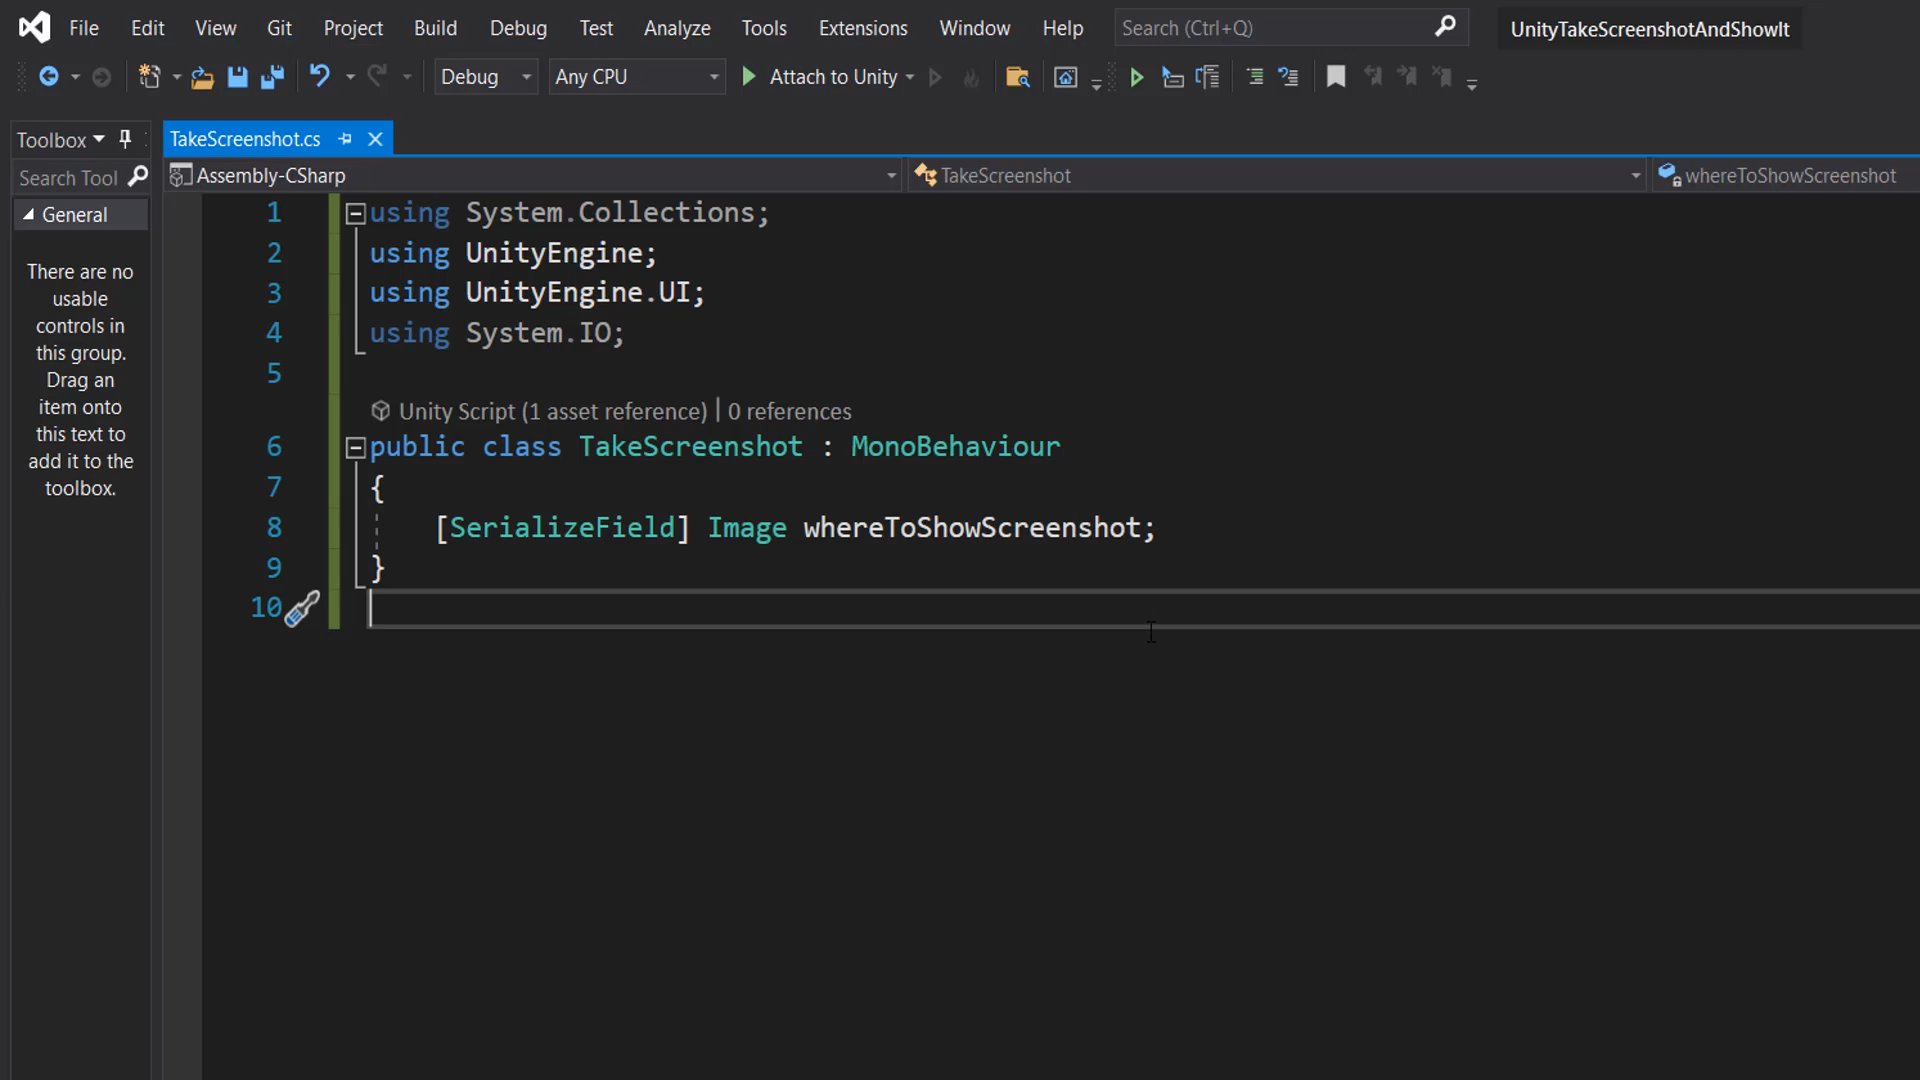 File Edit View Git Project Build Debug Test Analyze Tools Extensions Window Help Search (Ctrl+Q) UnityTakeScreenshotAndShowIt
Debug Any CPU Attach to Unity
Toolbox TakeScreenshot.cs
Search Tool Assembly-CSharp TakeScreenshot whereToShowScreenshot
General
There are no
usable
controls in
this group.
Drag an
item onto
this text to
add it to the
toolbox.
1 using System.Collections;
2 using UnityEngine;
3 using UnityEngine.UI;
4 using System.IO;
5
Unity Script (1 asset reference) | 0 references
6 public class TakeScreenshot : MonoBehaviour
7 {
8 [SerializeField] Image whereToShowScreenshot;
9 }
10